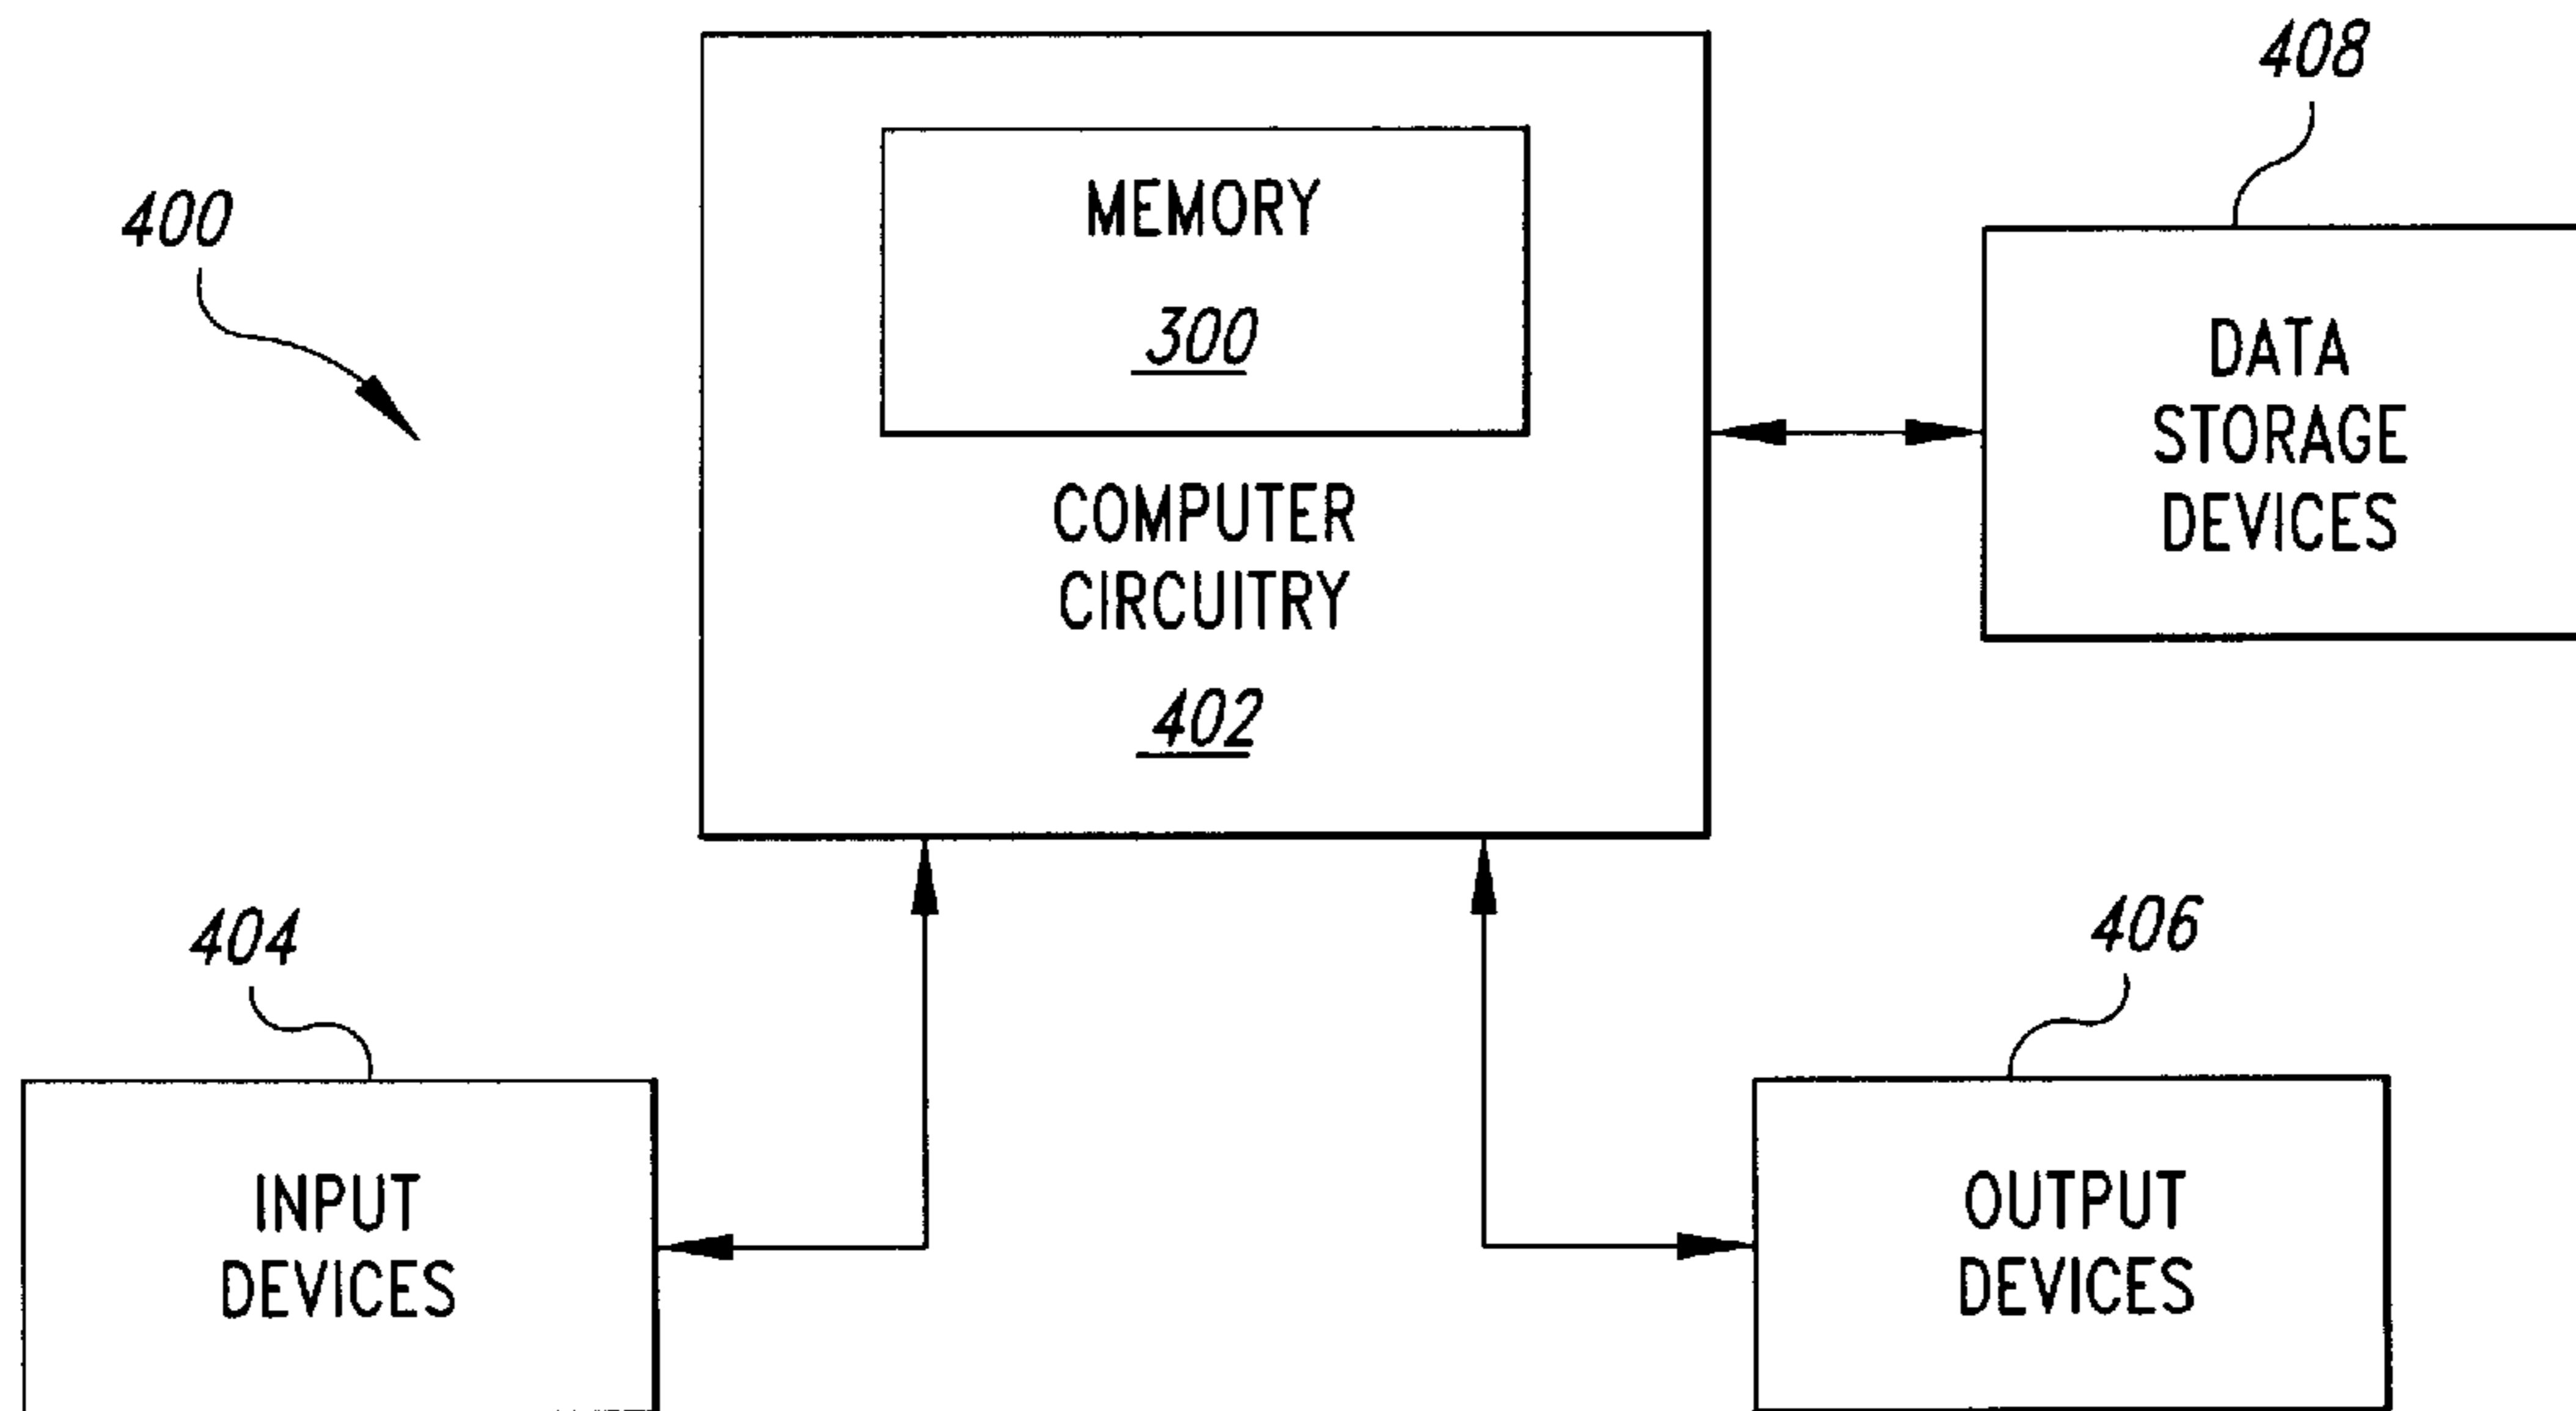 408
400
MEMORY
300
DATA
STORAGE
DEVICES
COMPUTER
CIRCUITRY
402
404
406
INPUT
DEVICES
OUTPUT
DEVICES